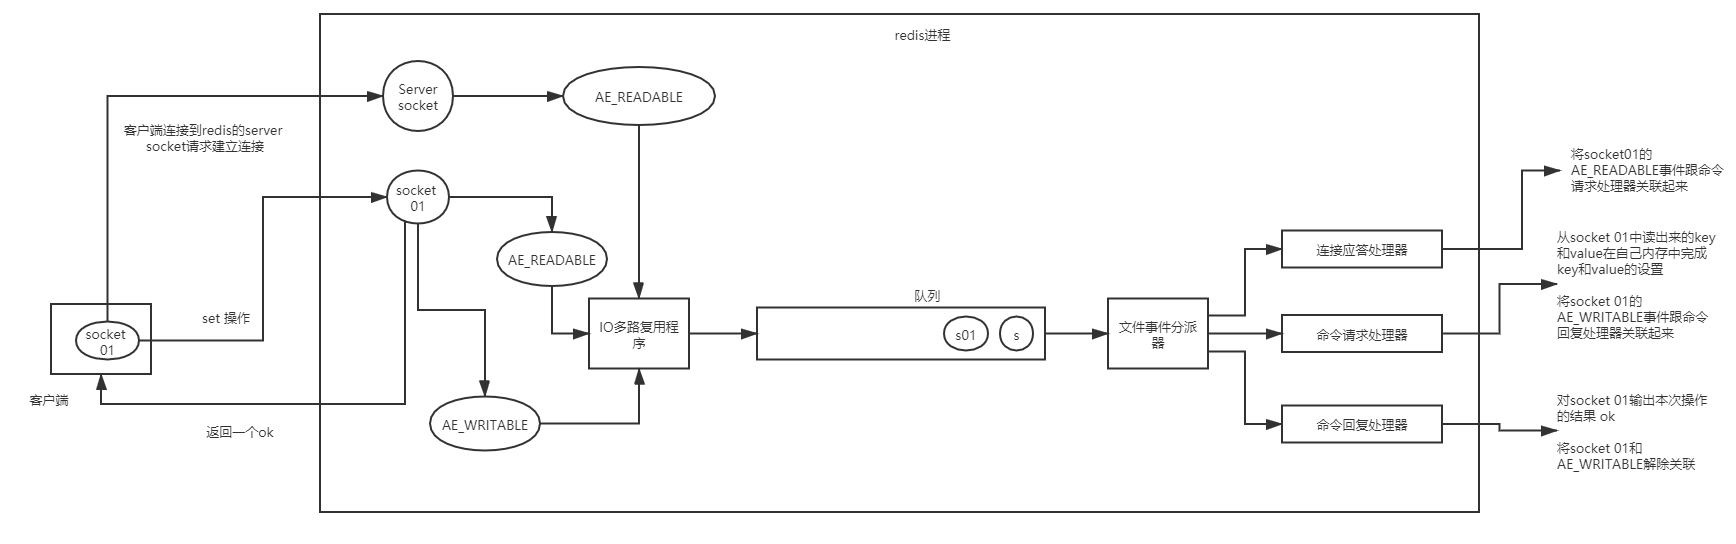 redis进程
Server
socket
AE_READABLE
客户端连接到redis的server
socket请求建立连接
将socket01的
AE_READABLE事件跟命令
请求处理器关联起来
socket
01
从socket 01中读出来的key
和value在自己内存中完成
key和value的设置
AE_READABLE
连接应答处理器
队列
将socket 01的
AE_WRITABLE事件跟命令
回复处理器关联起来
set 操作
socket
01
IO多路复用程
序
s01
s
文件事件分派
器
命令请求处理器
客户端
返回一个ok
AE_WRITABLE
命令回复处理器
对socket 01输出本次操作
的结果 ok
将socket 01和
AE_WRITABLE解除关联